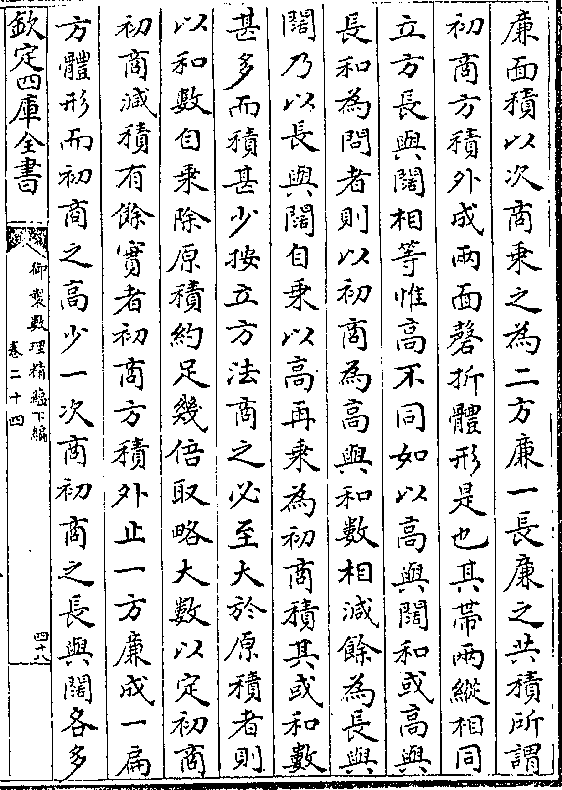 廉面積以次商乘之為二方廉一長廉之共積所謂
初商方積外成兩面磬折體形是也其帶兩縱相同
立方長與闊相等惟高不同如以高與闊和或高與
長和為問者則以初商為高與和數相減餘為長與
闊乃以長與闊自乘以高再乘為初商積其或和數
甚多而積甚少按立方法商之必至大於原積者則
以和數自乘除原積約足幾倍取略大數以定初商
初商減積有餘實者初商方積外止一方廉成一扁
方體形而初商之高少一次商初商之長與闊各多
欽定四庫全書
御製數理精蘊下編
卷二十四
四十八